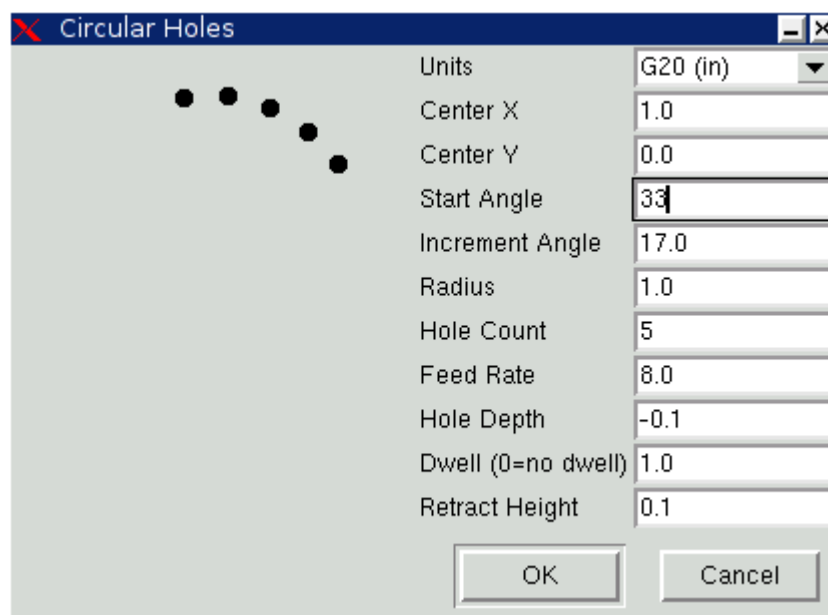 Circular Holes
Units G20 (in)
Center X 1.0
Center Y 0.0
Start Angle 33
Increment Angle 17.0
Radius 1.0
Hole Count 5
Feed Rate 8.0
Hole Depth -0.1
Dwell (0=no dwell) 1.0
Retract Height 0.1
OK Cancel